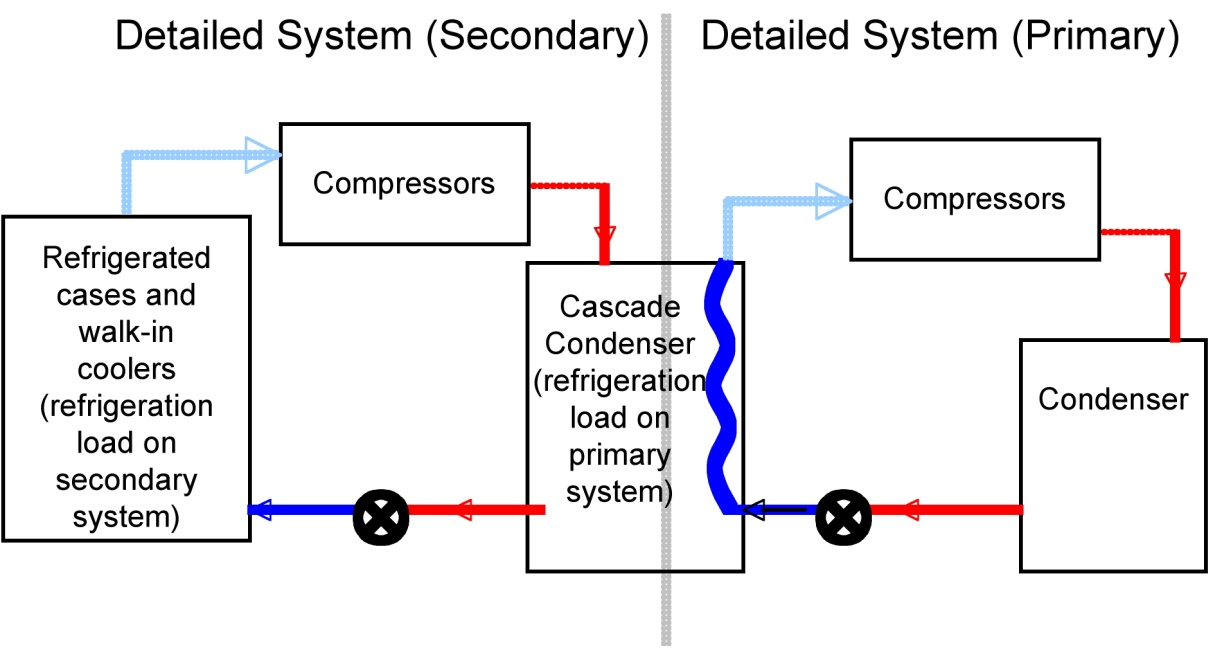 Detailed System (Secondary)
Detailed System (Primary)
Compressors
Compressors
Refrigerated
cases and
walk-in
coolers
(refrigeration
load on
secondary
system)
Cascade
Condenser
(refrigeration
load on
primary
system)
Condenser